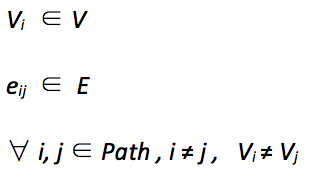 Vᵢ ∈ V
eᵢⱼ ∈ E
∀ i, j ∈ Path , i ≠ j , Vᵢ ≠ Vⱼ